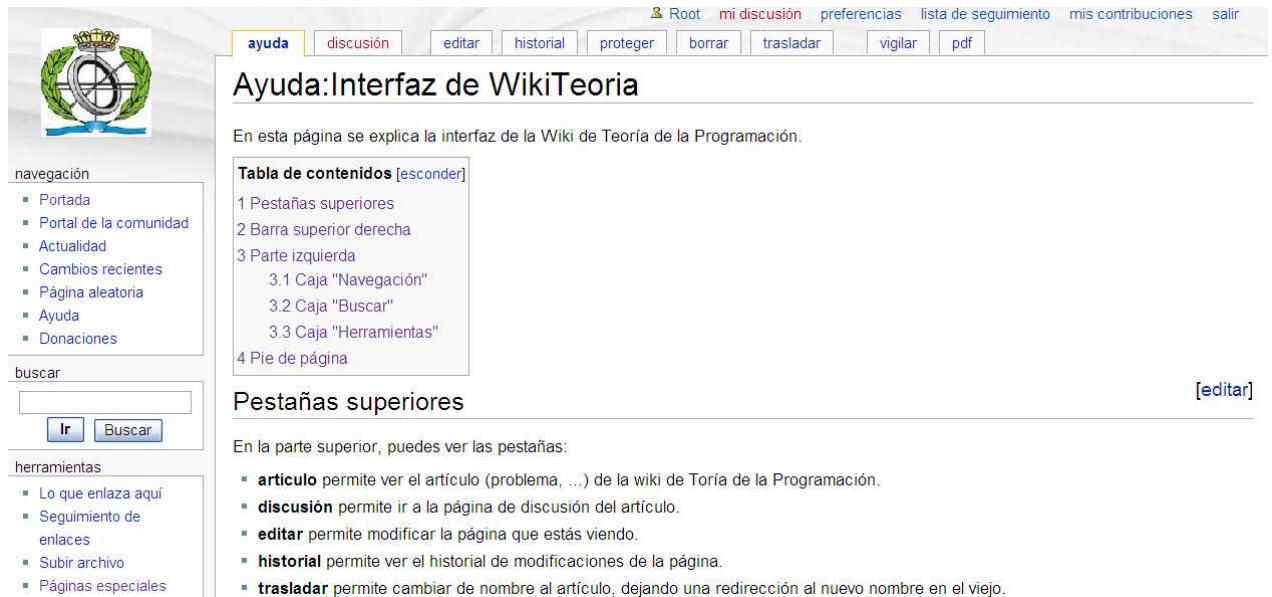 Root mi discusión preferencias lista de seguimiento mis contribuciones salir
ayuda discusión editar historial proteger borrar trasladar vigilar pdf
Ayuda:Interfaz de WikiTeoria
En esta página se explica la interfaz de la Wiki de Teoría de la Programación.
Tabla de contenidos [esconder]
1 Pestañas superiores
2 Barra superior derecha
3 Parte izquierda
3.1 Caja "Navegación"
3.2 Caja "Buscar"
3.3 Caja "Herramientas"
4 Pie de página
navegación
Portada
Portal de la comunidad
Actualidad
Cambios recientes
Página aleatoria
Ayuda
Donaciones
buscar
Ir Buscar
herramientas
Lo que enlaza aquí
Seguimiento de
enlaces
Subir archivo
Páginas especiales
Pestañas superiores [editar]
En la parte superior, puedes ver las pestañas:
artículo permite ver el artículo (problema, ...) de la wiki de Toría de la Programación.
discusión permite ir a la página de discusión del artículo.
editar permite modificar la página que estás viendo.
historial permite ver el historial de modificaciones de la página.
trasladar permite cambiar de nombre al artículo, dejando una redirección al nuevo nombre en el viejo.